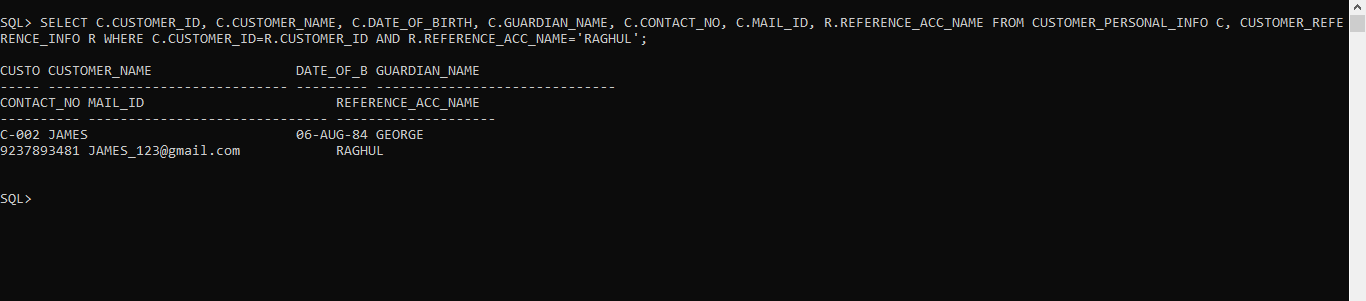 SQL> SELECT C.CUSTOMER_ID, C.CUSTOMER_NAME, C.DATE_OF_BIRTH, C.GUARDIAN_NAME, C.CONTACT_NO, C.MAIL_ID, R.REFERENCE_ACC_NAME FROM CUSTOMER_PERSONAL_INFO C, CUSTOMER_REFE
RENCE_INFO R WHERE C.CUSTOMER_ID=R.CUSTOMER_ID AND R.REFERENCE_ACC_NAME='RAGHUL';
CUSTO CUSTOMER_NAME                  DATE_OF_B GUARDIAN_NAME
----- ------------------------------ --------- ------------------------------
CONTACT_NO MAIL_ID                        REFERENCE_ACC_NAME
---------- ------------------------------ --------------------
C-002 JAMES                          06-AUG-84 GEORGE
9237893481 JAMES_123@gmail.com            RAGHUL
SQL>